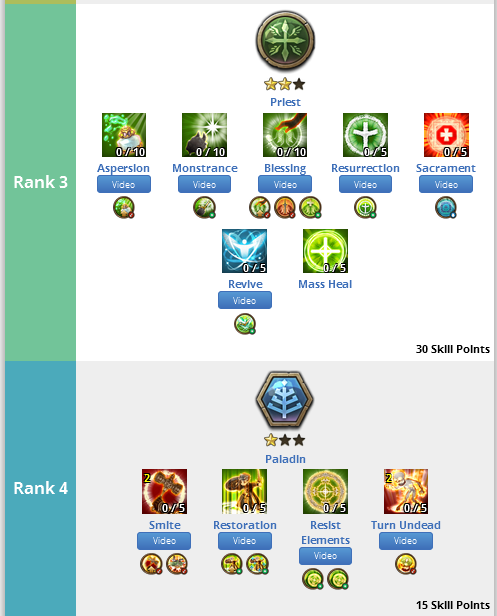 Priest
Rank 3
0 / 10
0 / 10
0 / 10
0 / 5
0 / 5
Aspersion
Monstrance
Blessing
Resurrection
Sacrament
Video
Video
Video
Video
Video
0 / 5
0 / 5
Revive
Mass Heal
Video
30 Skill Points
Paladin
Rank 4
2
0 / 5
0 / 5
0 / 5
2
0 / 5
Smite
Restoration
Resist
Elements
Turn Undead
Video
Video
Video
Video
15 Skill Points